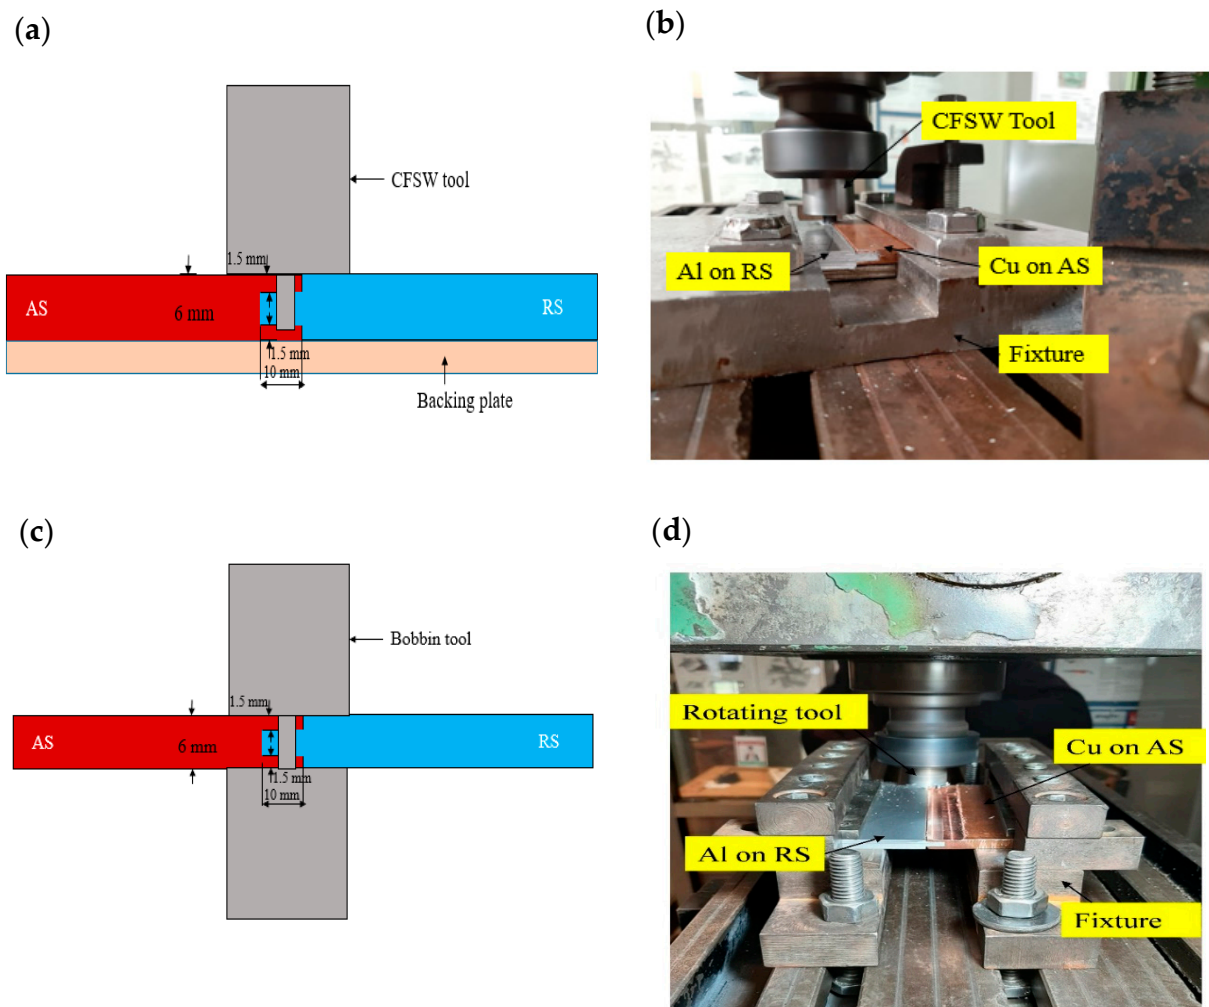 (a)
CFSW tool
1.5 mm
AS
6 mm
RS
1.5 mm
10 mm
Backing plate
(b)
CFSW Tool
Al on RS
Cu on AS
Fixture
(c)
Bobbin tool
1.5 mm
AS
6 mm
RS
1.5 mm
10 mm
(d)
Rotating tool
Cu on AS
Al on RS
Fixture